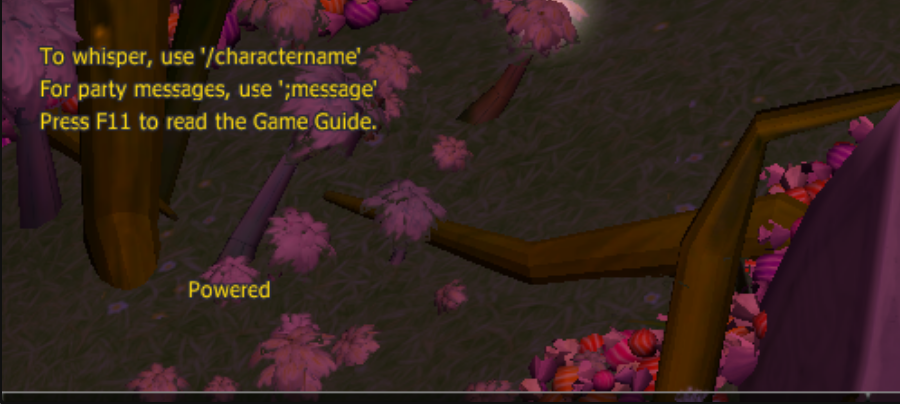 To whisper, use '/charactername'
For party messages, use ';message'
Press F11 to read the Game Guide.
Powered